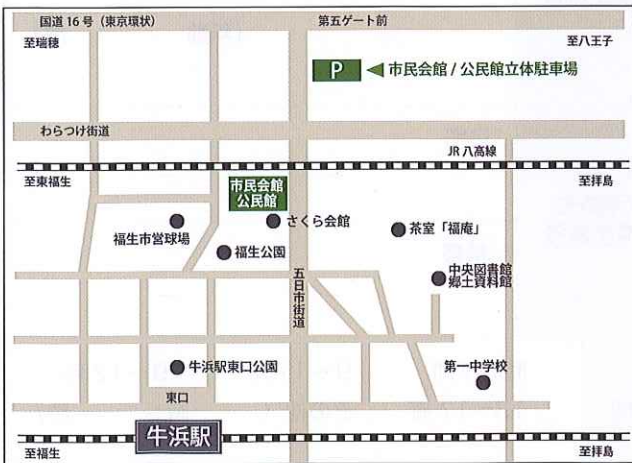 国道16号（東京環状）
第五ゲート前
至瑞穂
至八王子
P ◀ 市民会館 / 公民館立体駐車場
わらつけ街道
JR 八高線
至東福生
至拝島
市民会館
公民館
さくら会館
福生市営球場
福生公園
茶室「福庵」
五日市街道
中央図書館
郷土資料館
牛浜駅東口公園
第一中学校
東口
牛浜駅
至福生
至拝島